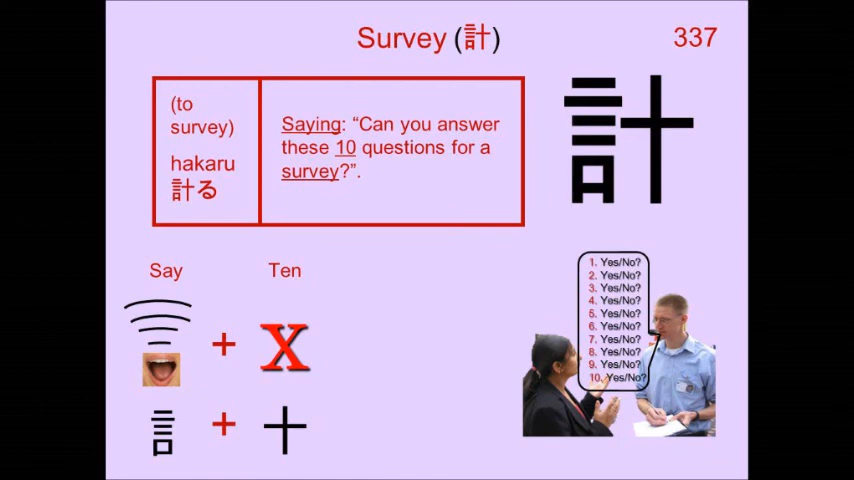 Survey (計)
337
(to
survey)
hakaru
計る
Saying: “Can you answer
these 10 questions for a
survey?”.
計
Say
Ten
+
X
言
+
十
1. Yes/No?
2. Yes/No?
3. Yes/No?
4. Yes/No?
5. Yes/No?
6. Yes/No?
7. Yes/No?
8. Yes/No?
9. Yes/No?
10. Yes/No?